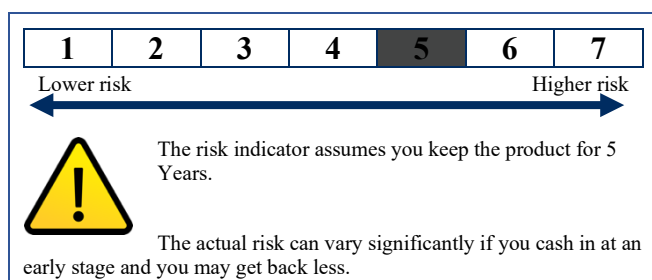 1 2 3 4 5 6 7
Lower risk Higher risk
The risk indicator assumes you keep the product for 5
Years.
The actual risk can vary significantly if you cash in at an
early stage and you may get back less.